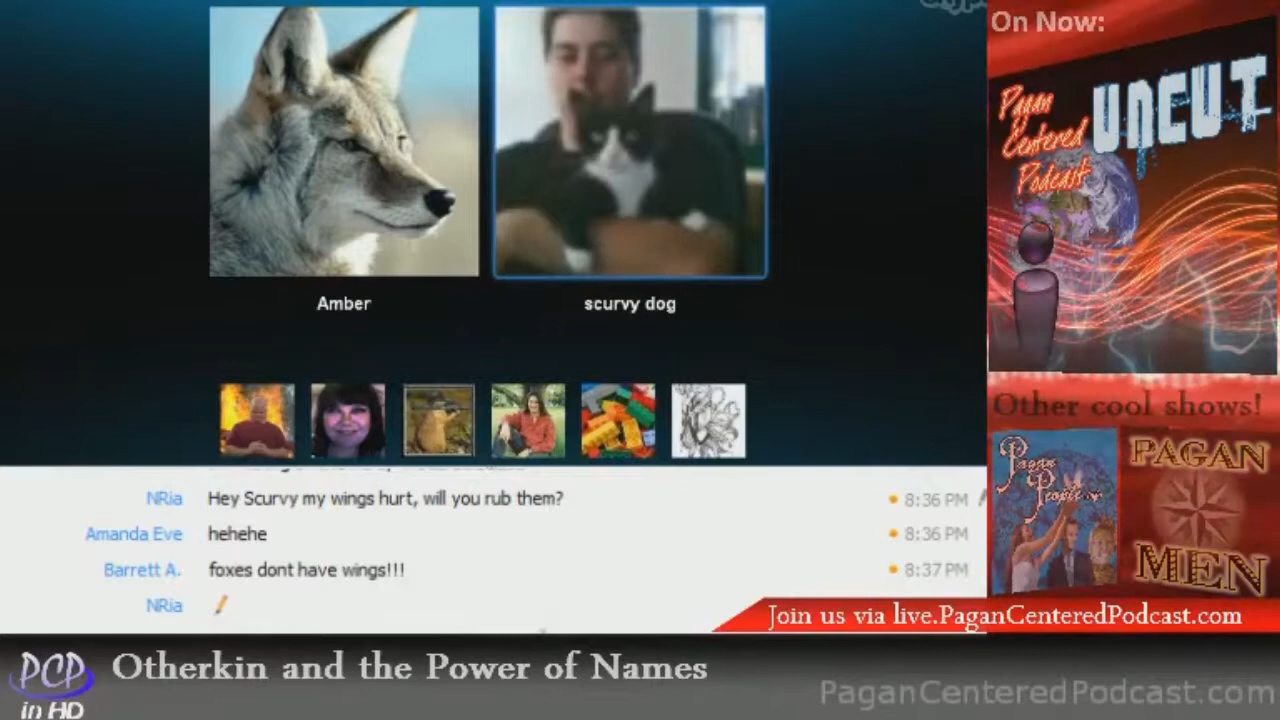 On Now:
Pagan
Centered
Podcast
UNCUT
Amber
scurvy dog
NRia Hey Scurvy my wings hurt, will you rub them? 8:36 PM
Amanda Eve hehehe 8:36 PM
Barrett A. foxes dont have wings!!! 8:37 PM
NRia
Other cool shows!
Pagan
People
PAGAN
MEN
Join us via live.PaganCenteredPodcast.com
PCP
in HD
Otherkin and the Power of Names
PaganCenteredPodcast.com